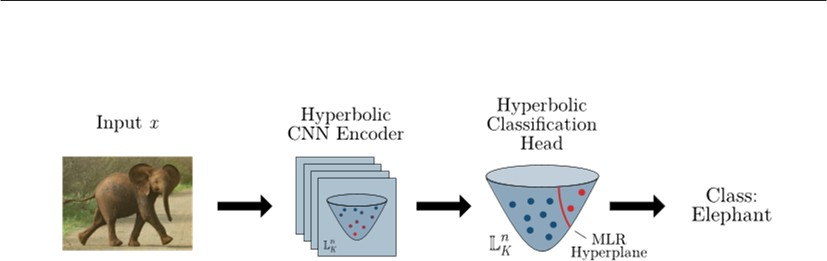 Input x
Hyperbolic
CNN Encoder
𝕃ⁿ_K
Hyperbolic
Classification
Head
𝕃ⁿ_K
MLR
Hyperplane
Class:
Elephant